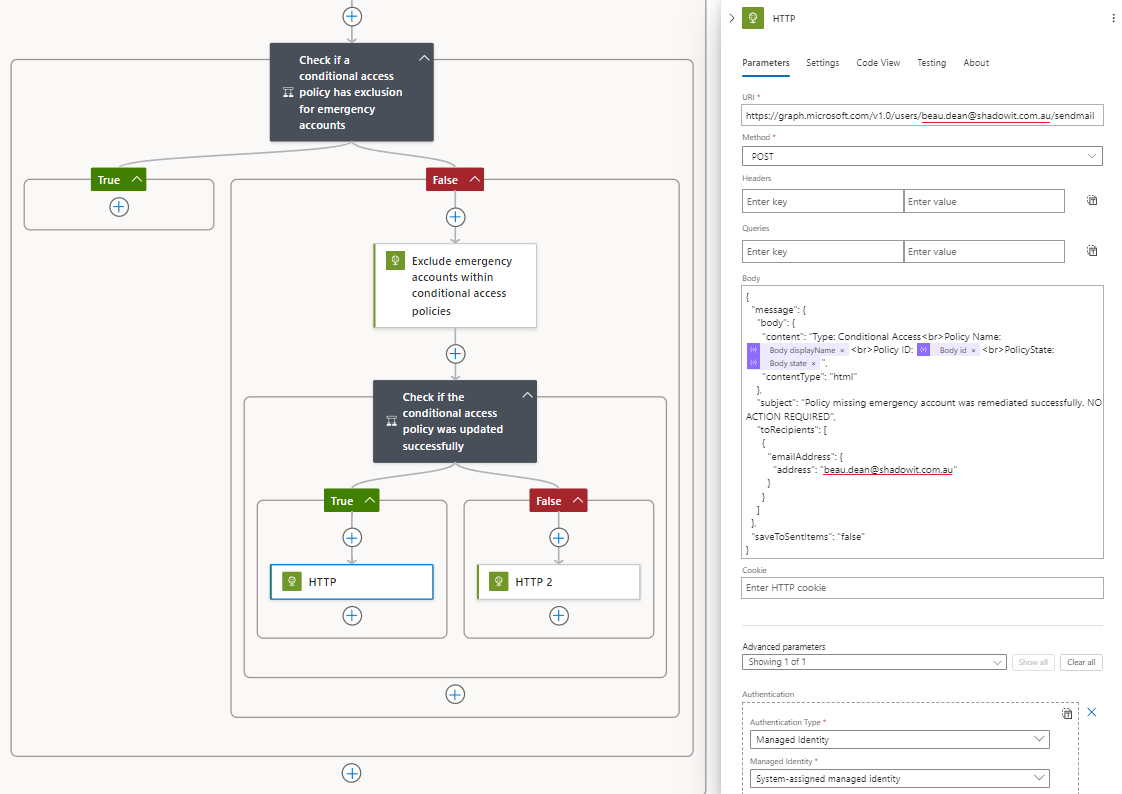 Check if a
conditional access
policy has exclusion
for emergency
accounts
True
False
Exclude emergency
accounts within
conditional access
policies
Check if the
conditional access
policy was updated
successfully
True
False
HTTP
HTTP 2
HTTP
Parameters
Settings
Code View
Testing
About
URI *
https://graph.microsoft.com/v1.0/users/beau.dean@shadowit.com.au/sendmail
Method *
POST
Headers
Enter key
Enter value
Queries
Enter key
Enter value
Body
{
"message": {
"body": {
"content": "Type: Conditional Access<br>Policy Name:
Body displayName × <br>Policy ID: Body id × <br>PolicyState:
Body state × ",
"contentType": "html"
},
"subject": "Policy missing emergency account was remediated successfully. NO
ACTION REQUIRED",
"toRecipients": [
{
"emailAddress": {
"address": "beau.dean@shadowit.com.au"
}
}
]
},
"saveToSentItems": "false"
}
Cookie
Enter HTTP cookie
Advanced parameters
Showing 1 of 1
Show all
Clear all
Authentication
Authentication Type *
Managed Identity
Managed Identity *
System-assigned managed identity